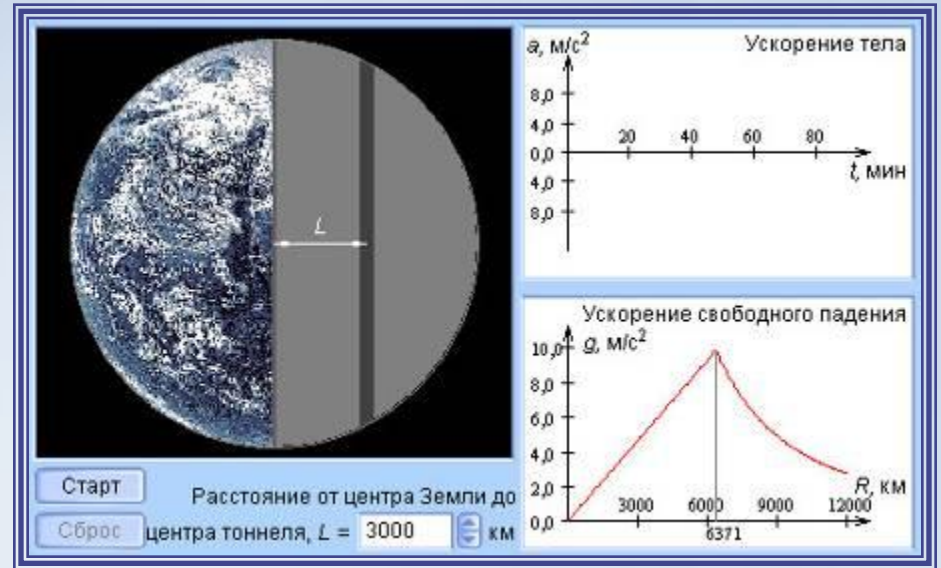 L
Старт
Сброс
Расстояние от центра Земли до
центра тоннеля, L = 3000 км
a, м/с²
Ускорение тела
8,0
4,0
0,0
4,0
8,0
20 40 60 80
t, мин
Ускорение свободного падения
g, м/с²
10,0
8,0
6,0
4,0
2,0
0,0
R, км
3000 6000 9000 12000
6371